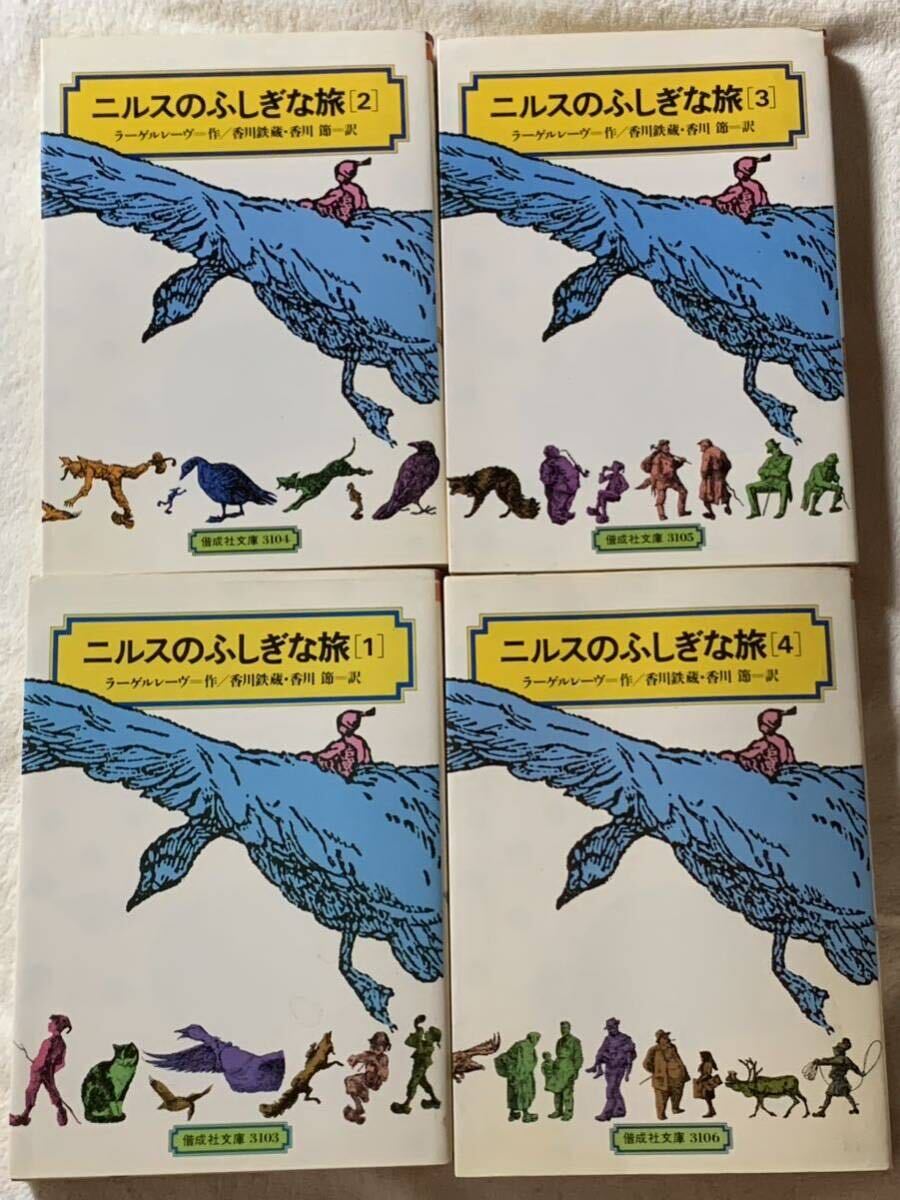 ニルスのふしぎな旅[2]
ラーゲルレーヴ=作/香川鉄蔵・香川 節=訳
偕成社文庫 3104
ニルスのふしぎな旅[3]
ラーゲルレーヴ=作/香川鉄蔵・香川 節=訳
偕成社文庫 3105
ニルスのふしぎな旅[1]
ラーゲルレーヴ=作/香川鉄蔵・香川 節=訳
偕成社文庫 3103
ニルスのふしぎな旅[4]
ラーゲルレーヴ=作/香川鉄蔵・香川 節=訳
偕成社文庫 3106